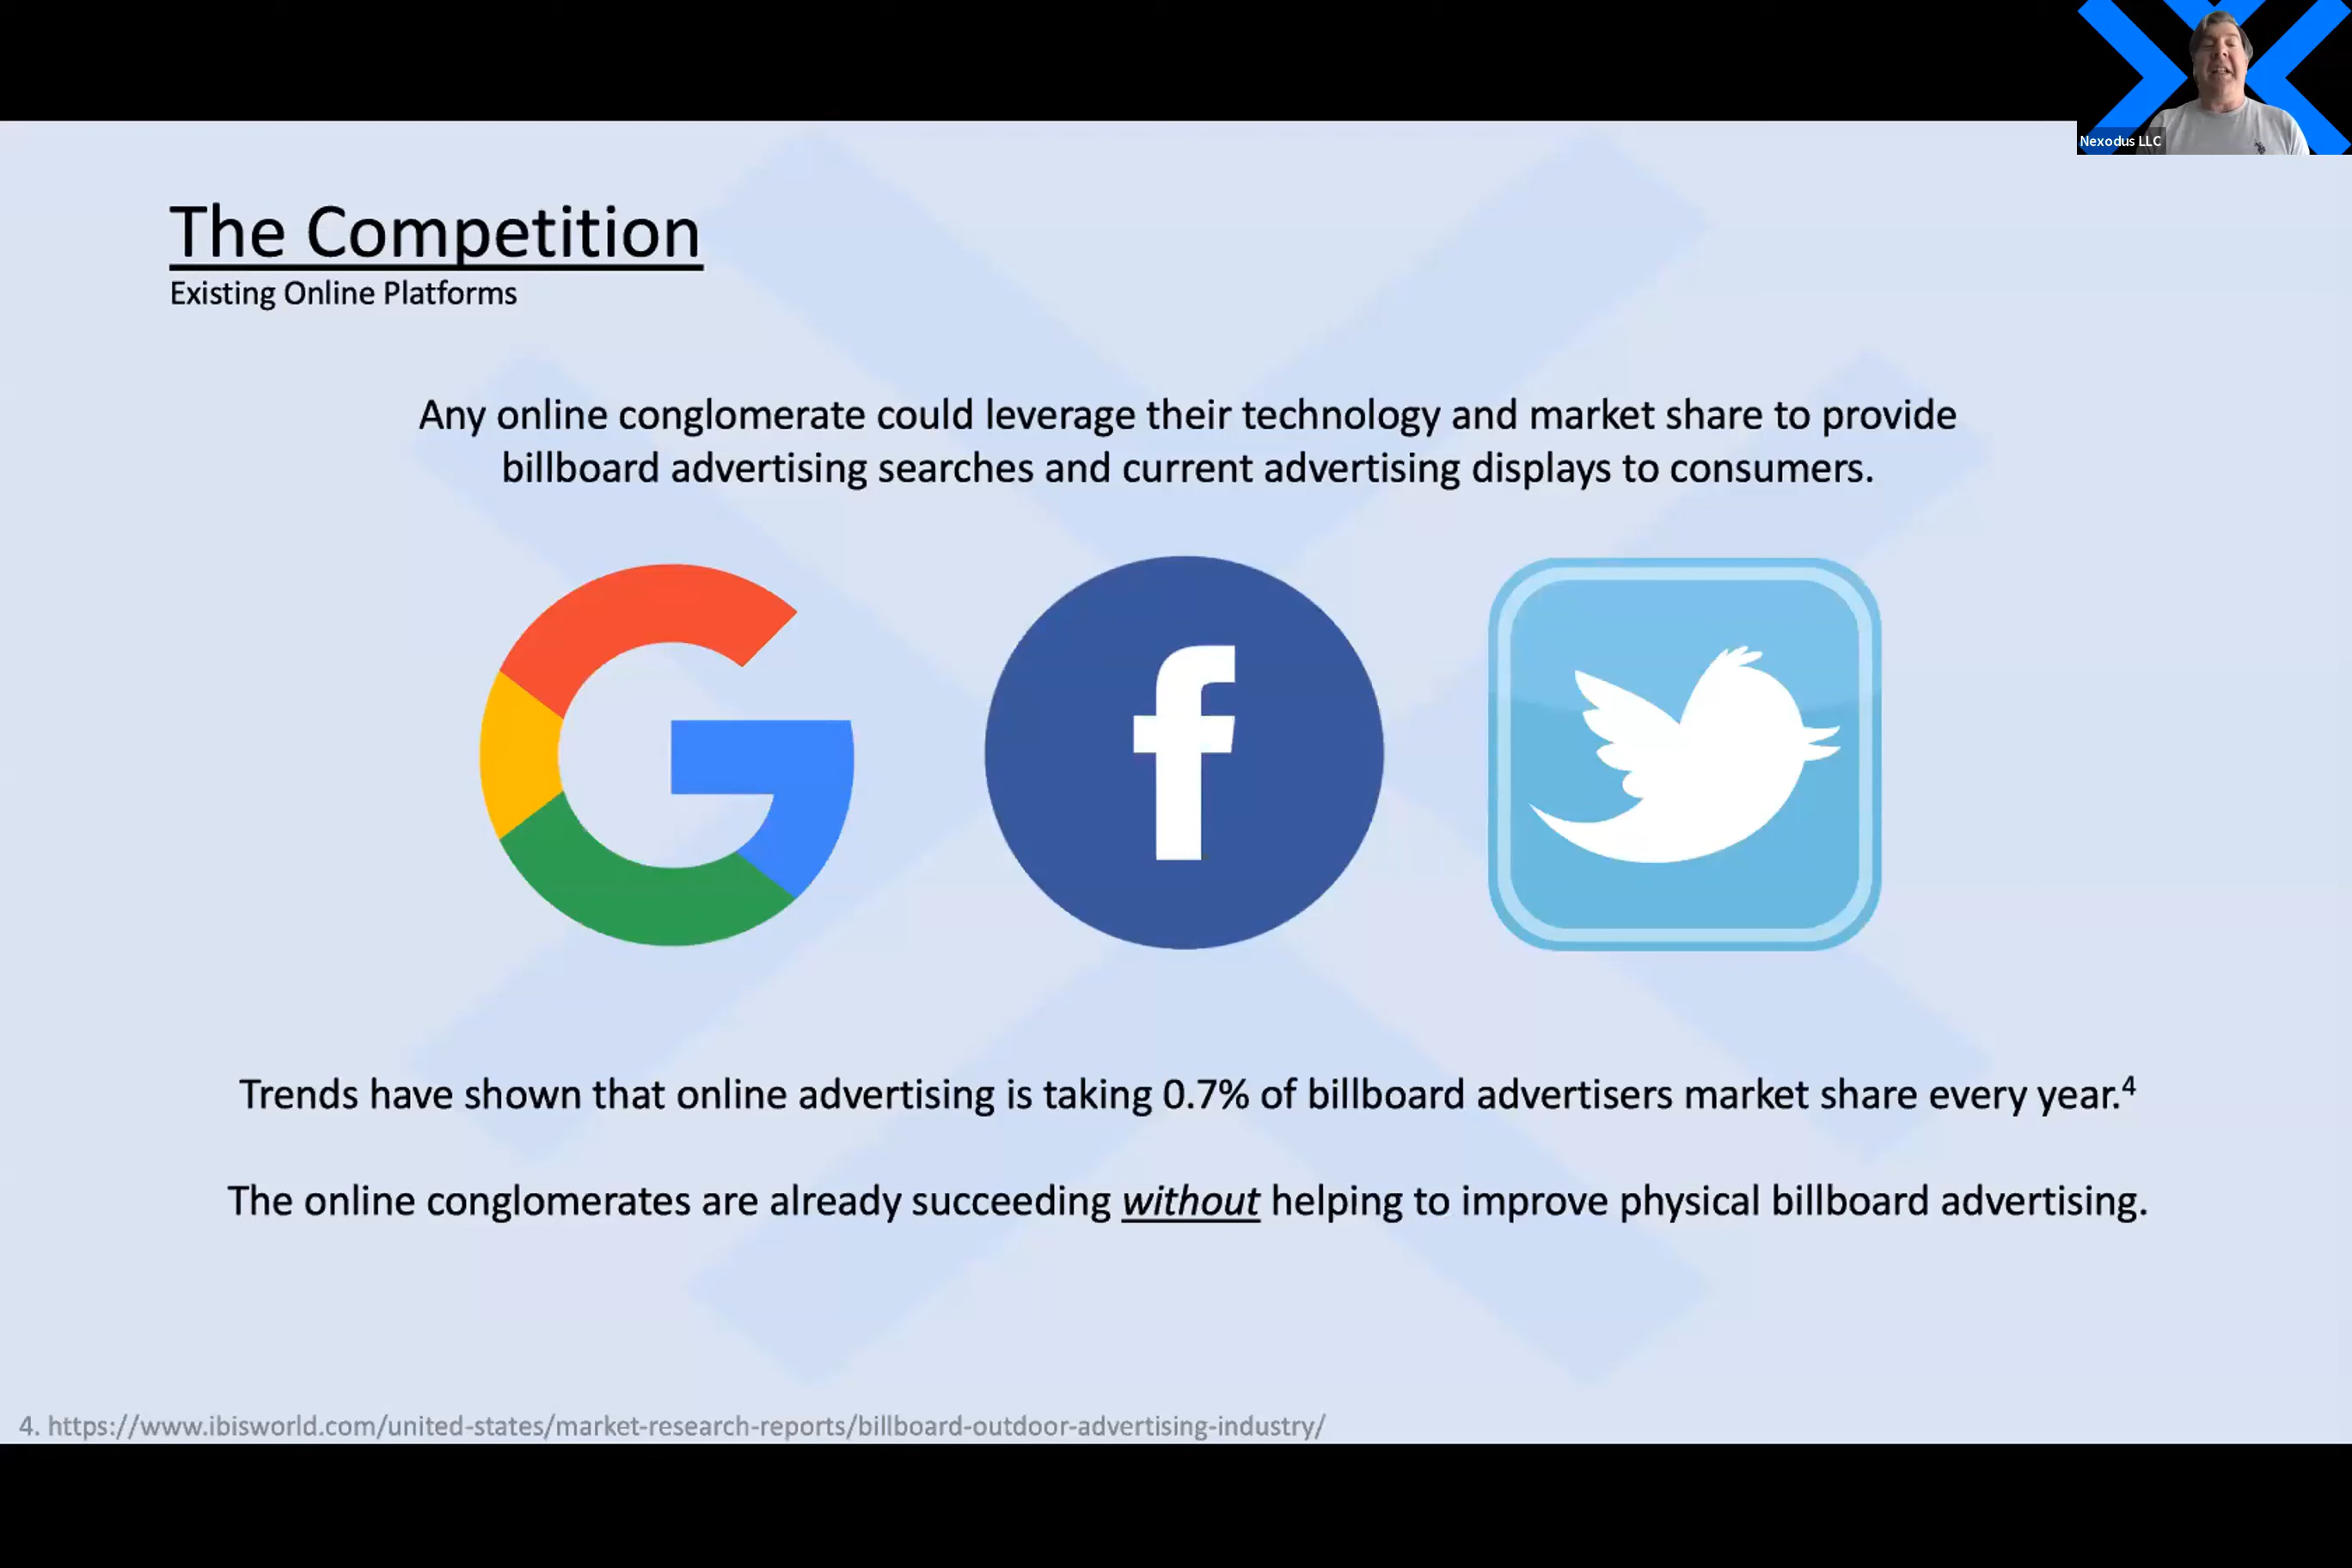 Nexodus LLC
The Competition
Existing Online Platforms
Any online conglomerate could leverage their technology and market share to provide
billboard advertising searches and current advertising displays to consumers.
Trends have shown that online advertising is taking 0.7% of billboard advertisers market share every year.⁴
The online conglomerates are already succeeding without helping to improve physical billboard advertising.
4. https://www.ibisworld.com/united-states/market-research-reports/billboard-outdoor-advertising-industry/